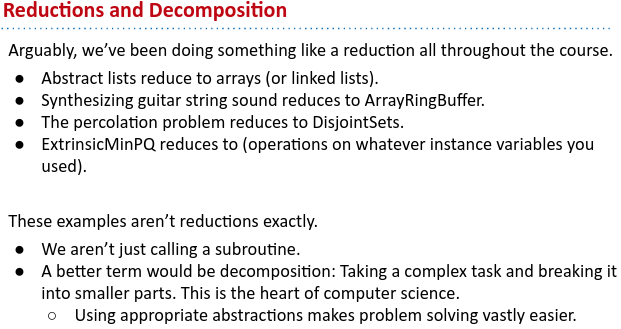 Reductions and Decomposition
Arguably, we've been doing something like a reduction all throughout the course.
● Abstract lists reduce to arrays (or linked lists).
● Synthesizing guitar string sound reduces to ArrayRingBuffer.
● The percolation problem reduces to DisjointSets.
● ExtrinsicMinPQ reduces to (operations on whatever instance variables you
used).
These examples aren't reductions exactly.
● We aren't just calling a subroutine.
● A better term would be decomposition: Taking a complex task and breaking it
into smaller parts. This is the heart of computer science.
○ Using appropriate abstractions makes problem solving vastly easier.